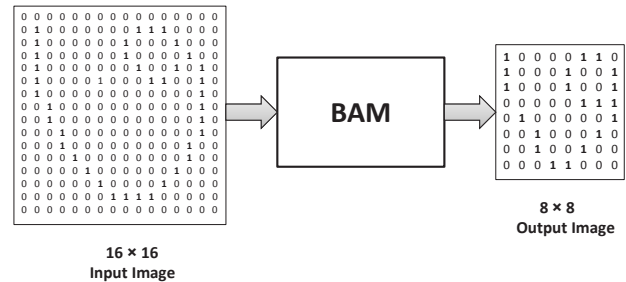 0 0 0 0 0 0 0 0 0 0 0 0 0 0 0 0
0 1 0 0 0 0 0 0 0 1 1 1 0 0 0 0
0 1 0 0 0 0 0 0 1 0 0 0 1 0 0 0
0 1 0 0 0 0 0 0 1 0 0 0 0 1 0 0
0 1 0 0 0 0 0 0 0 1 0 0 1 0 1 0
0 1 0 0 0 0 1 0 0 0 1 1 0 0 1 0
0 1 0 0 0 0 0 0 0 0 0 0 0 0 1 0
0 0 1 0 0 0 0 0 0 0 0 0 0 0 1 0
0 0 1 0 0 0 0 0 0 0 0 0 0 0 1 0
0 0 0 1 0 0 0 0 0 0 0 0 0 0 1 0
0 0 0 1 0 0 0 0 0 0 0 0 0 1 0 0
0 0 0 0 1 0 0 0 0 0 0 0 0 1 0 0
0 0 0 0 0 1 0 0 0 0 0 0 1 0 0 0
0 0 0 0 0 0 1 0 0 0 0 1 0 0 0 0
0 0 0 0 0 0 0 1 1 1 1 0 0 0 0 0
0 0 0 0 0 0 0 0 0 0 0 0 0 0 0 0
16 × 16
Input Image
BAM
1 0 0 0 0 1 1 0
1 0 0 0 1 0 0 1
1 0 0 0 0 1 0 1
0 0 0 0 0 1 1 1
0 1 0 0 0 0 0 1
0 0 1 0 0 0 1 0
0 0 1 0 0 1 0 0
0 0 0 1 1 0 0 0
8 × 8
Output Image